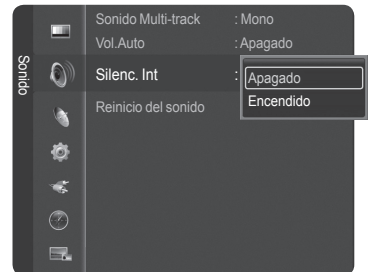 Sonido
Sonido Multi-track : Mono
Vol.Auto : Apagado
Silenc. Int :
Apagado
Encendido
Reinicio del sonido